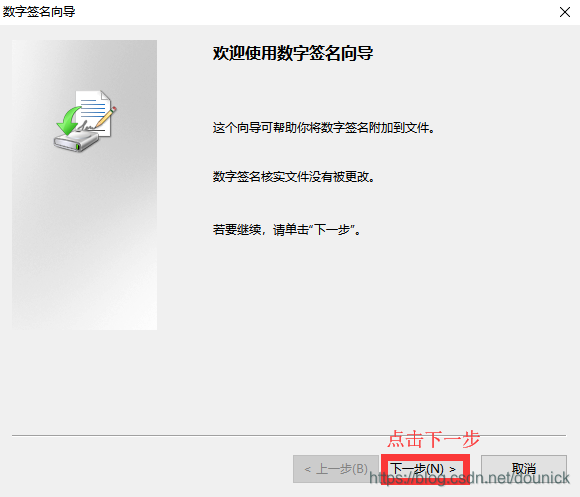 数字签名向导
欢迎使用数字签名向导
这个向导可帮助你将数字签名附加到文件。
数字签名核实文件没有被更改。
若要继续，请单击“下一步”。
点击下一步
< 上一步(B)
下一步(N) >
取消
https://blog.csdn.net/dounick